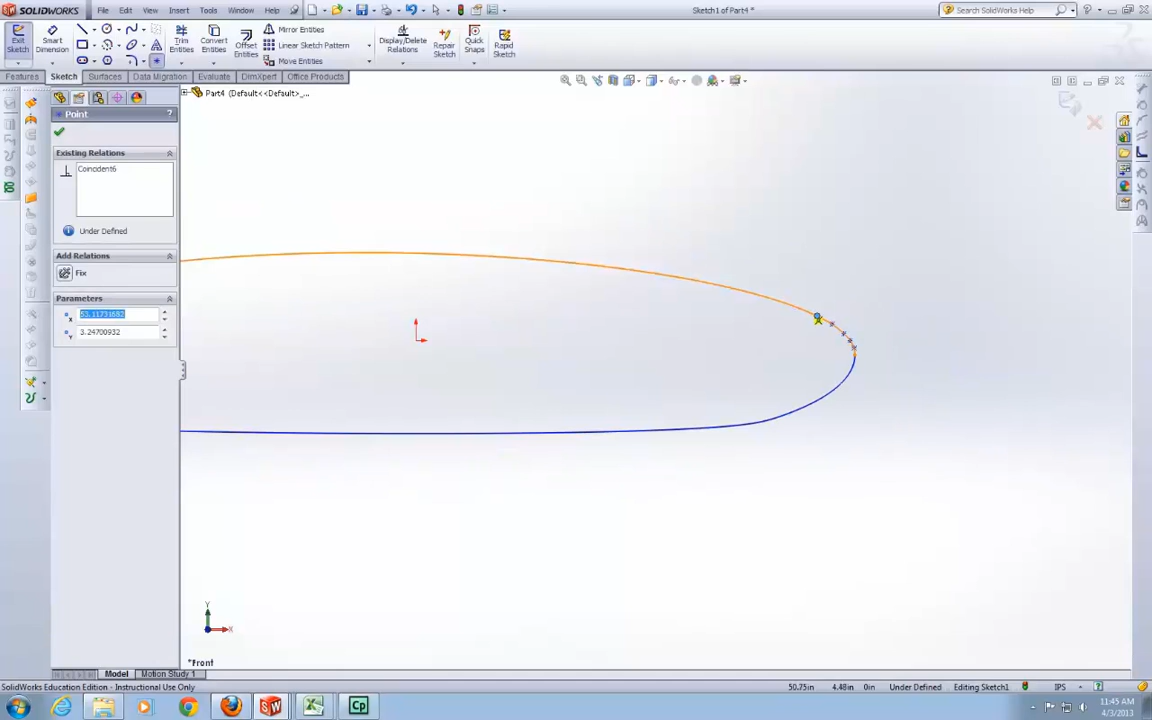 SOLIDWORKS File Edit View Insert Tools Window Help Sketch1 of Part4 * Search SolidWorks Help
Exit Sketch
Smart Dimension
Trim Entities
Convert Entities
Offset Entities
Mirror Entities
Linear Sketch Pattern
Move Entities
Display/Delete Relations
Repair Sketch
Quick Snaps
Rapid Sketch
Features Sketch Surfaces Data Migration Evaluate DimXpert Office Products
Part4 (Default<<Default>_...
Point ?
Existing Relations
Coincident6
Under Defined
Add Relations
Fix
Parameters
53.11731682
3.24700932
Y
X
*Front
Model Motion Study 1
SolidWorks Education Edition - Instructional Use Only 50.75in 4.48in 0in Under Defined Editing Sketch1 IPS
11:45 AM
4/3/2013